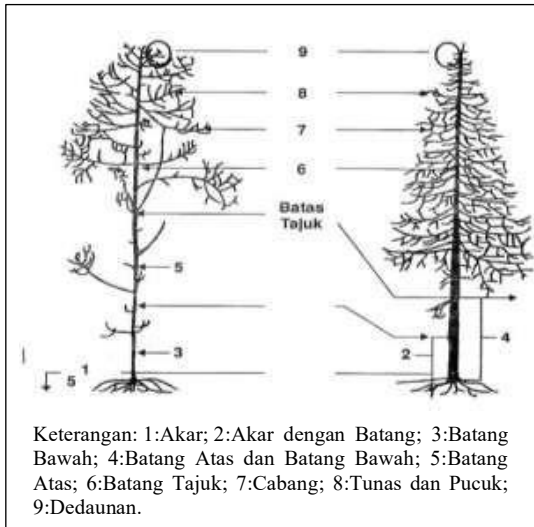 9
8
7
6
Batas
Tajuk
5
4
2
3
1
5
Keterangan: 1:Akar; 2:Akar dengan Batang; 3:Batang
Bawah; 4:Batang Atas dan Batang Bawah; 5:Batang
Atas; 6:Batang Tajuk; 7:Cabang; 8:Tunas dan Pucuk;
9:Dedaunan.